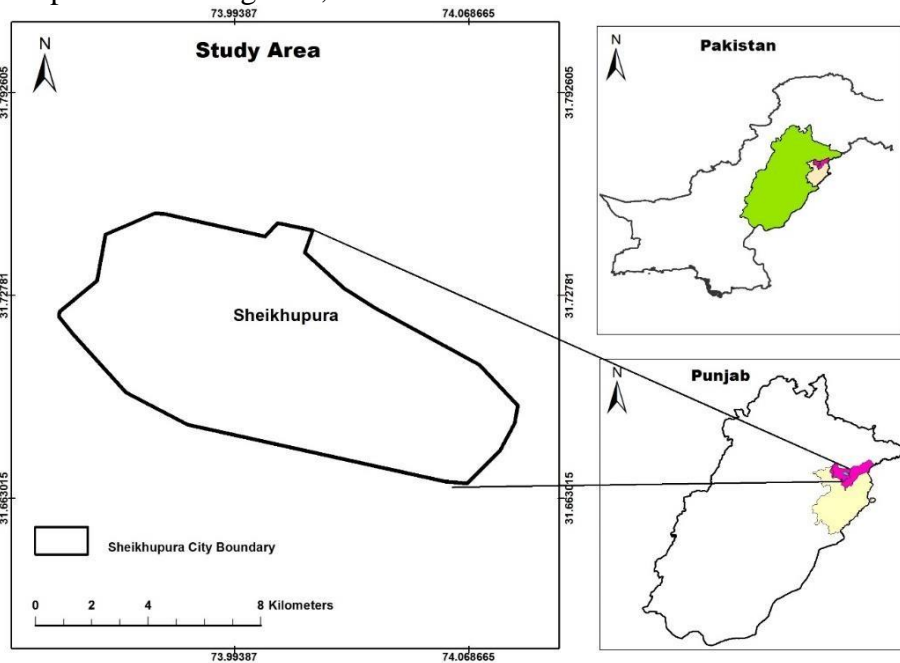 73.99387 74.068665
N
Study Area
31.792605 31.792605
31.72781 31.72781
31.663015 31.663015
Sheikhupura
Sheikhupura City Boundary
0 2 4 8 Kilometers
73.99387 74.068665
N
Pakistan
N
Punjab